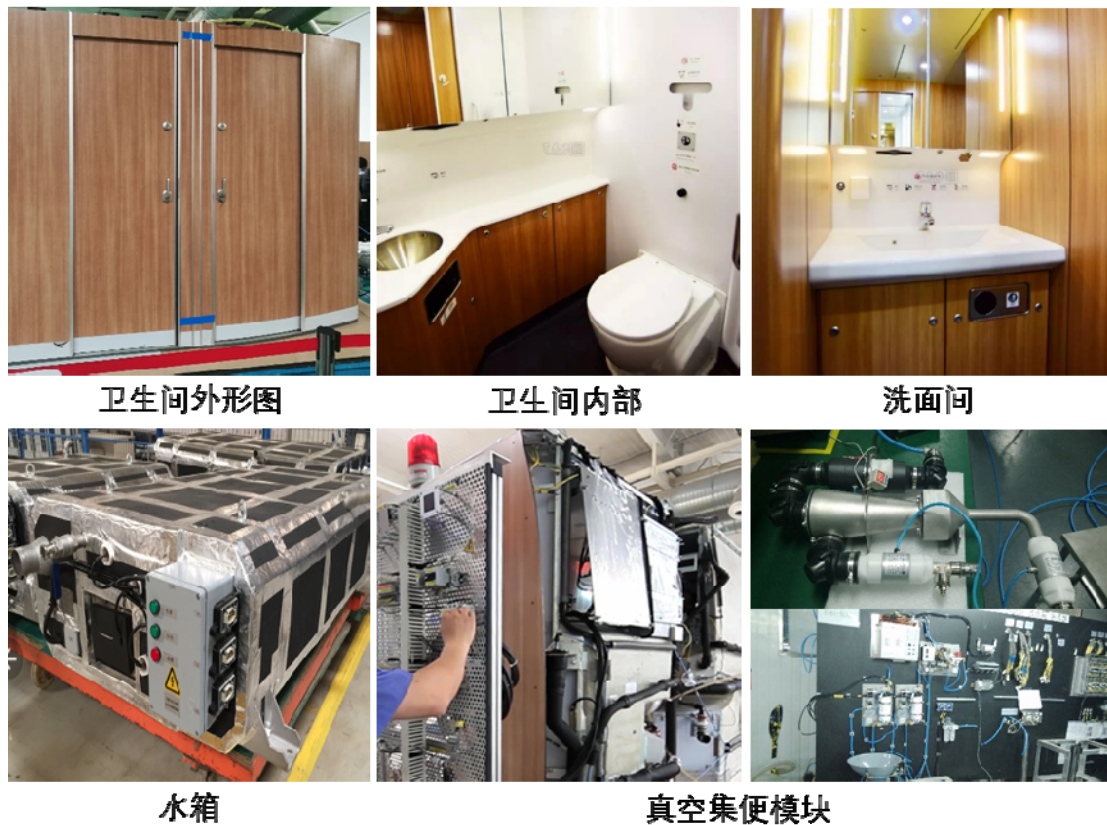 卫生间外形图
卫生间内部
洗面间
水箱
真空集便模块